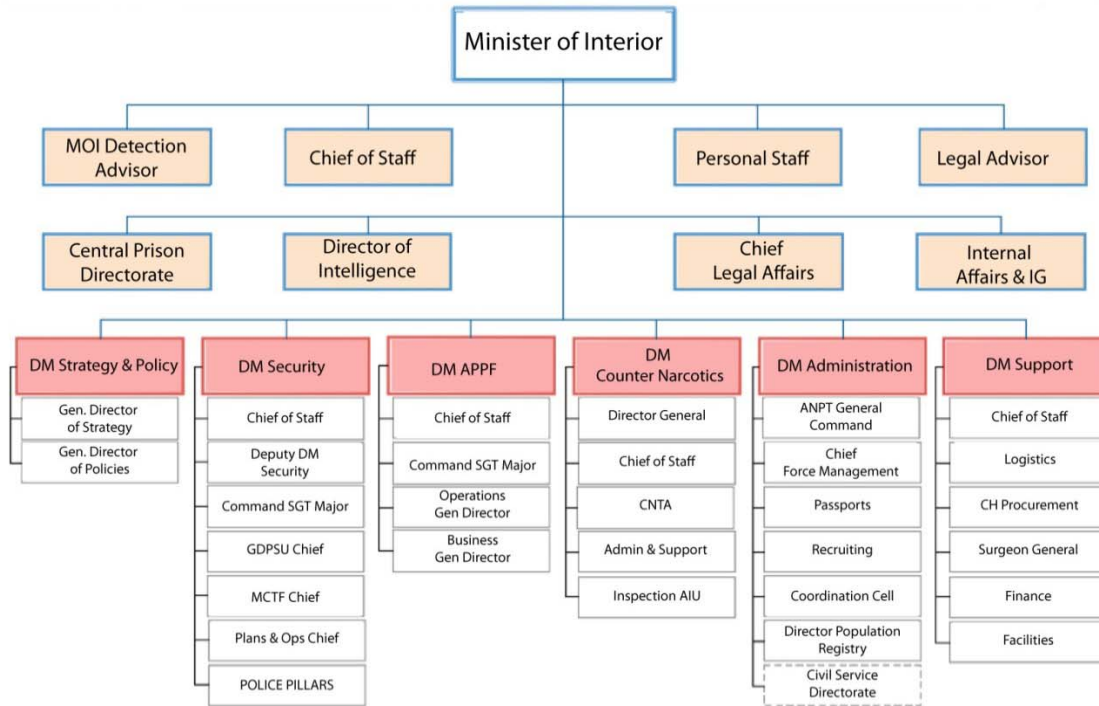 Minister of Interior
MOI Detection
Advisor
Chief of Staff
Personal Staff
Legal Advisor
Central Prison
Directorate
Director of
Intelligence
Chief
Legal Affairs
Internal
Affairs & IG
DM Strategy & Policy
Gen. Director
of Strategy
Gen. Director
of Policies
DM Security
Chief of Staff
Deputy DM
Security
Command SGT Major
GDPSU Chief
MCTF Chief
Plans & Ops Chief
POLICE PILLARS
DM APPF
Chief of Staff
Command SGT Major
Operations
Gen Director
Business
Gen Director
DM
Counter Narcotics
Director General
Chief of Staff
CNTA
Admin & Support
Inspection AIU
DM Administration
ANPT General
Command
Chief
Force Management
Passports
Recruiting
Coordination Cell
Director Population
Registry
Civil Service
Directorate
DM Support
Chief of Staff
Logistics
CH Procurement
Surgeon General
Finance
Facilities